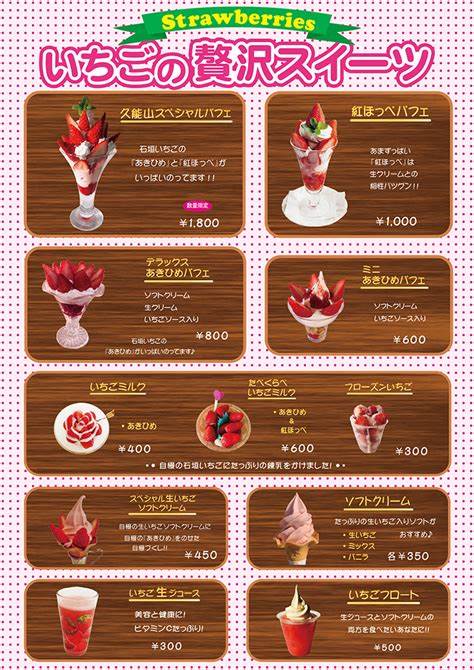 Strawberries
いちごの贅沢スイーツ
久能山スペシャルパフェ
石垣いちごの
「あきひめ」と「紅ほっぺ」が
いっぱいのってます!!
数量限定
¥1,800
紅ほっぺパフェ
あまずっぱい
「紅ほっぺ」は
生クリームとの
相性バツグン!!
¥1,000
デラックス
あきひめパフェ
ソフトクリーム
生クリーム
いちごソース入り
¥800
石垣いちごの
「あきひめ」がいっぱいのってます♪
ミニ
あきひめパフェ
ソフトクリーム
いちごソース入り
¥600
いちごミルク
・あきひめ
¥400
たべくらべ
いちごミルク
・あきひめ
&
紅ほっぺ
¥600
フローズンいちご
¥300
・・・自慢の石垣いちごにたっぷりの練乳をかけました!・・・
スペシャル生いちご
ソフトクリーム
自慢の生いちごソフトクリームに
自慢の「あきひめ」をのせた
自慢づくし!!
¥450
ソフトクリーム
たっぷりの生いちご入りソフトが
おすすめ♪
・生いちご
・ミックス
・バニラ 各¥350
いちご生ジュース
美容と健康に!
ビタミンCたっぷり!
¥300
いちごフロート
生ジュースとソフトクリームの
両方を食べたいあなたに!
¥500